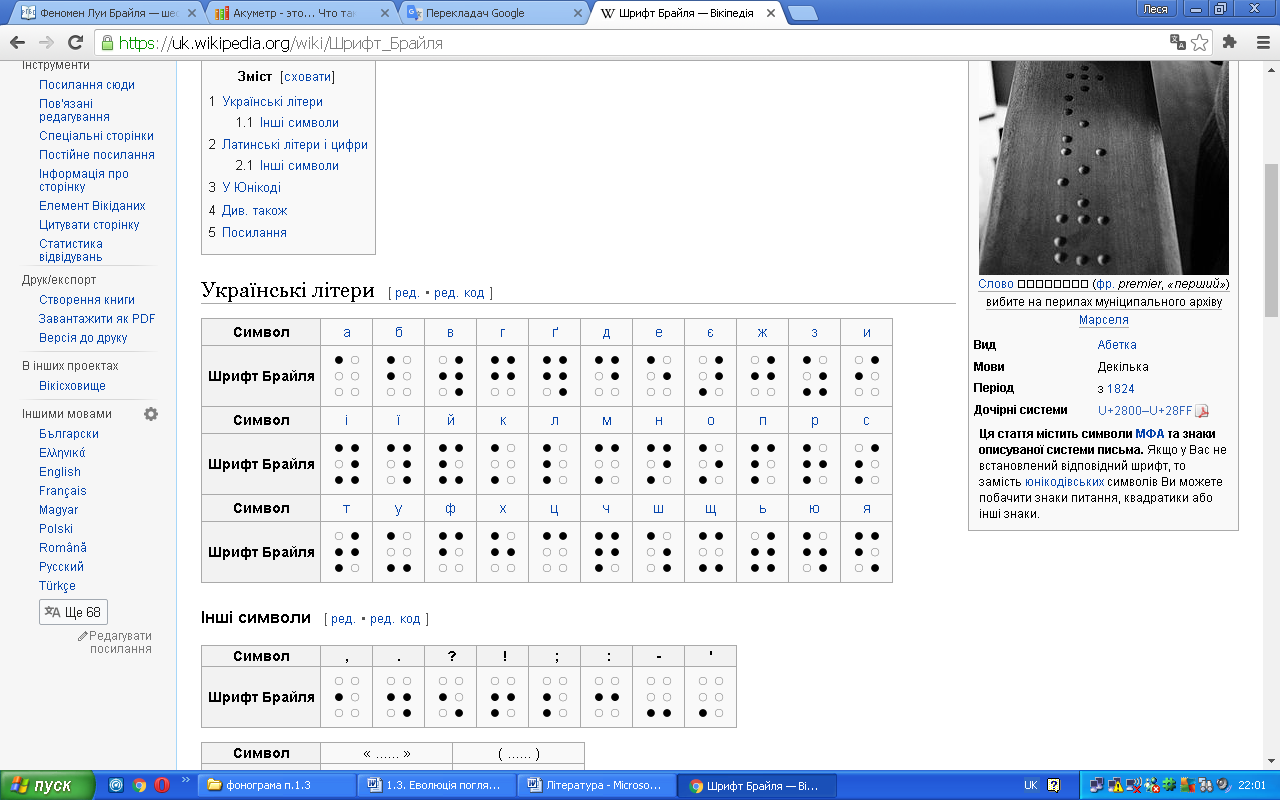 Феномен Луи Брайля — шес
Акуметр - это... Что так
Перекладач Google
Шрифт Брайля — Вікіпедія
Леся
https://uk.wikipedia.org/wiki/Шрифт_Брайля
Інструменти
Посилання сюди
Пов'язані
редагування
Спеціальні сторінки
Постійне посилання
Інформація про
сторінку
Елемент Вікіданих
Цитувати сторінку
Статистика
відвідувань
Друк/експорт
Створення книги
Завантажити як PDF
Версія до друку
В інших проектах
Вікісховище
Іншими мовами
Български
Ελληνικά
English
Français
Magyar
Polski
Română
Русский
Türkçe
Ще 68
Редагувати
посилання
Зміст [сховати]
1 Українські літери
1.1 Інші символи
2 Латинські літери і цифри
2.1 Інші символи
3 У Юнікоді
4 Див. також
5 Посилання
Українські літери [ ред. • ред. код ]
Символ а б в г ґ д е є ж з и
Шрифт Брайля
Символ і ї й к л м н о п р с
Шрифт Брайля
Символ т у ф х ц ч ш щ ь ю я
Шрифт Брайля
Інші символи [ ред. • ред. код ]
Символ , . ? ! ; : - '
Шрифт Брайля
Символ « ...... » ( ...... )
Слово □□□□□□□□ (фр. premier, «перший»)
вибите на перилах муніципального архіву
Марселя
Вид Абетка
Мови Декілька
Період з 1824
Дочірні системи U+2800–U+28FF
Ця стаття містить символи МФА та знаки
описуваної системи письма. Якщо у Вас не
встановлений відповідний шрифт, то
замість юнікодівських символів Ви можете
побачити знаки питання, квадратики або
інші знаки.
пуск
фонограма п.1.3
1.3. Еволюція погля...
Література - Microso...
Шрифт Брайля — Ві...
UK
22:01